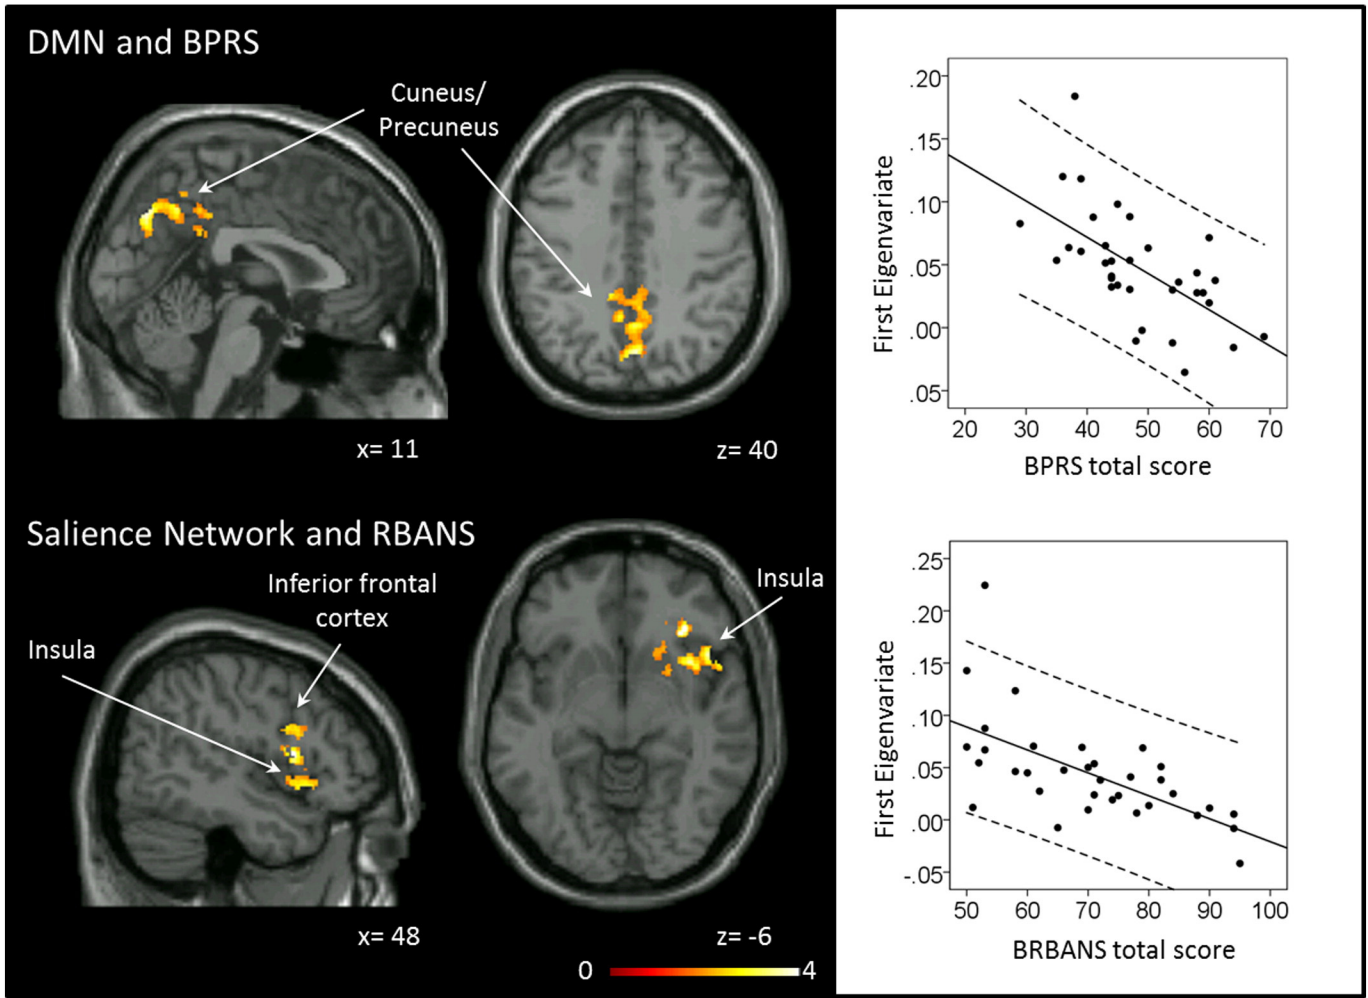 DMN and BPRS
Cuneus/
Precuneus
x= 11
z= 40
First Eigenvariate
.20
.15
.10
.05
.00
.05
20 30 40 50 60 70
BPRS total score
Salience Network and RBANS
Inferior frontal
cortex
Insula
Insula
x= 48
z= -6
0
4
First Eigenvariate
.25
.20
.15
.10
.05
.00
-.05
50 60 70 80 90 100
BRBANS total score